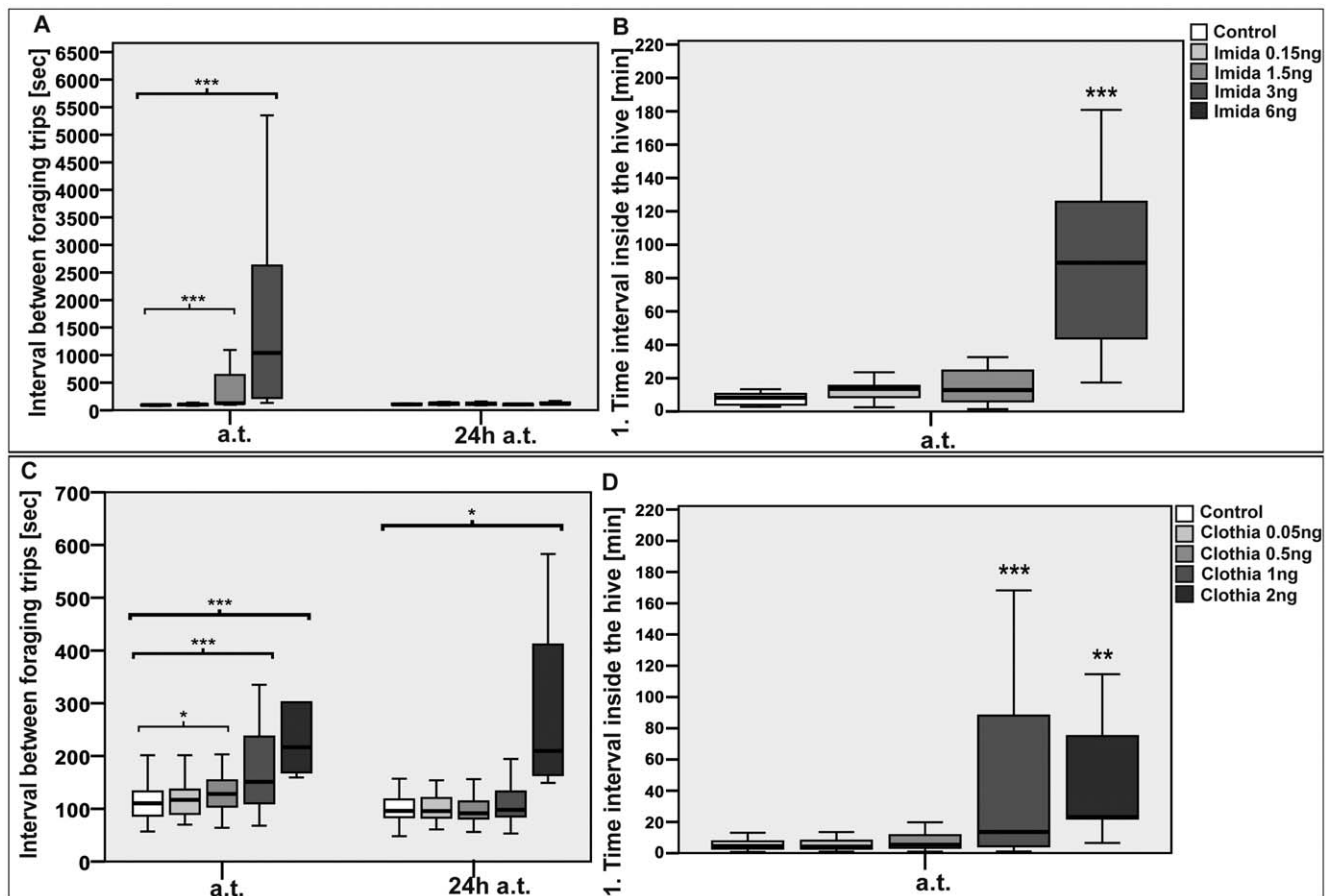 A
Interval between foraging trips [sec]
6500
6000
5500
5000
4500
4000
3500
3000
2500
2000
1500
1000
500
0
***
***
a.t.
24h a.t.
B
1. Time interval inside the hive [min]
220
200
180
160
140
120
100
80
60
40
20
0
***
a.t.
Control
Imida 0.15ng
Imida 1.5ng
Imida 3ng
Imida 6ng
C
Interval between foraging trips [sec]
700
600
500
400
300
200
100
0
***
***
*
*
a.t.
24h a.t.
D
1. Time interval inside the hive [min]
220
200
180
160
140
120
100
80
60
40
20
0
***
**
a.t.
Control
Clothia 0.05ng
Clothia 0.5ng
Clothia 1ng
Clothia 2ng